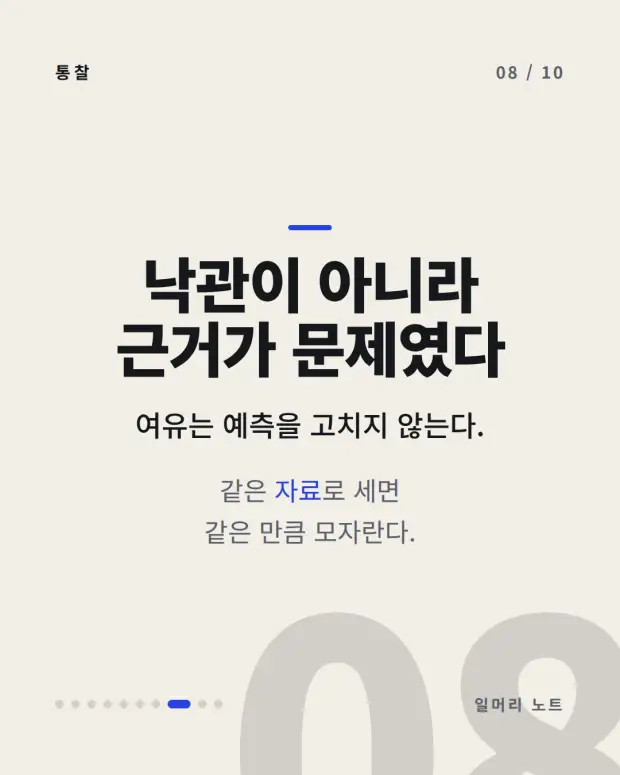 통찰
08 / 10
낙관이 아니라
근거가 문제였다
여유는 예측을 고치지 않는다.
같은 자료로 세면
같은 만큼 모자란다.
08
일머리 노트